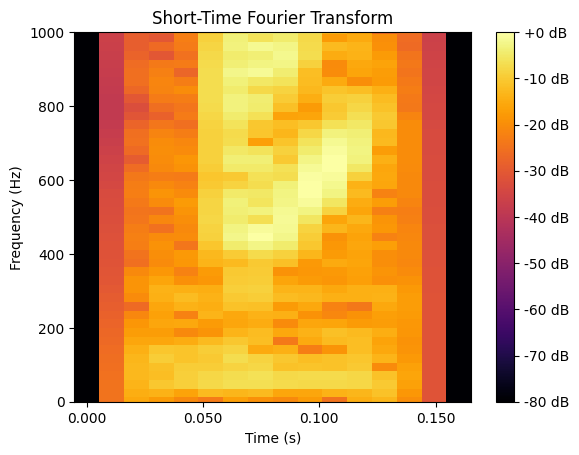 Short-Time Fourier Transform
1000
800
600
400
200
0
Frequency (Hz)
0.000
0.050
0.100
0.150
Time (s)
+0 dB
-10 dB
-20 dB
-30 dB
-40 dB
-50 dB
-60 dB
-70 dB
-80 dB